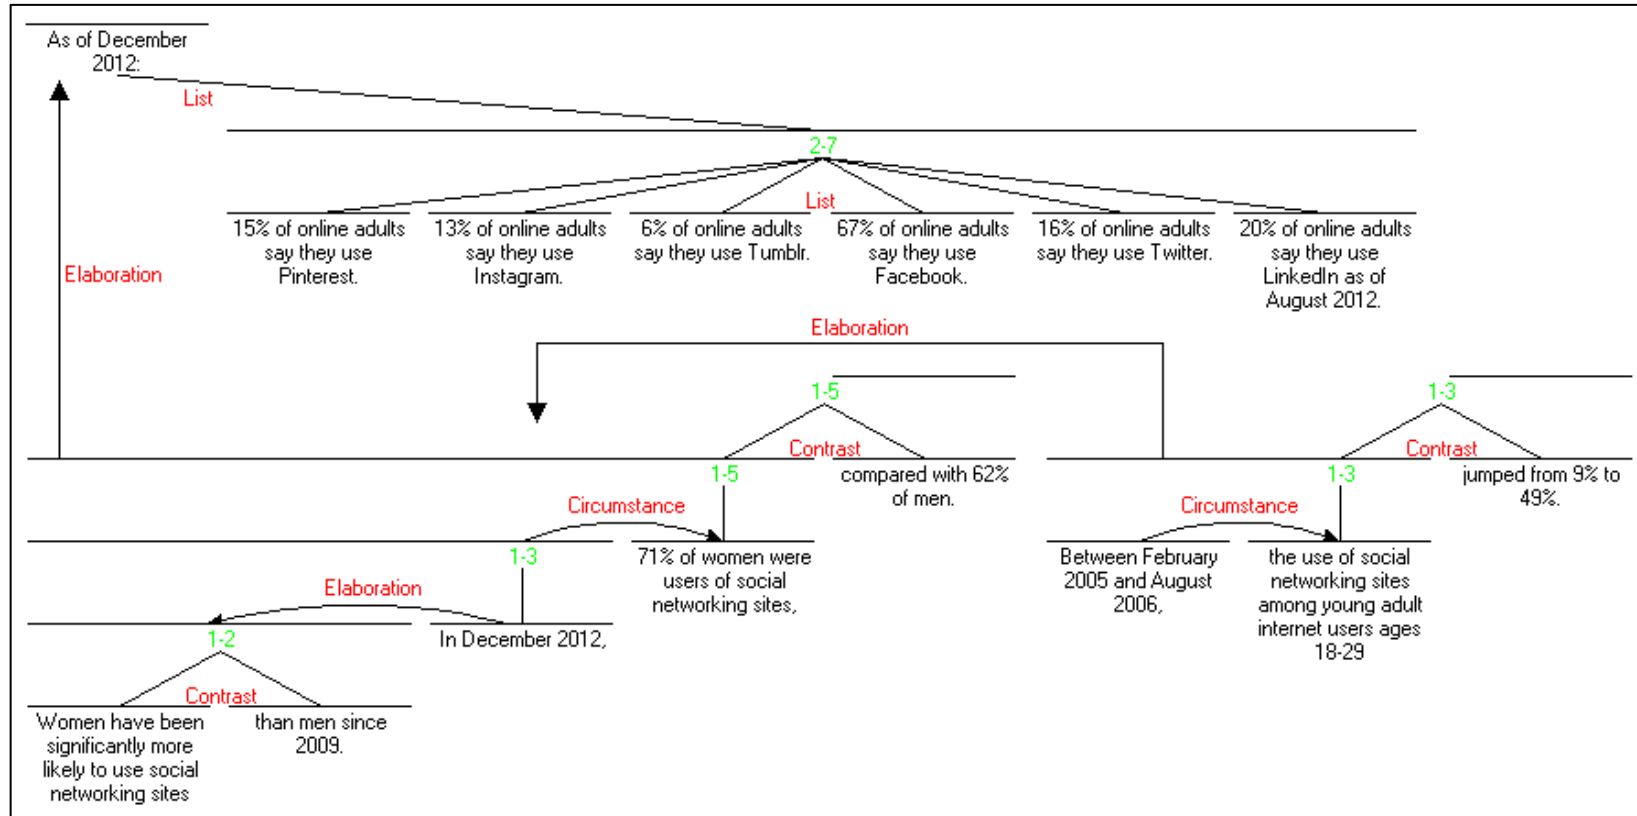 As of December
2012:
List
2-7
List
15% of online adults
say they use
Pinterest.
13% of online adults
say they use
Instagram.
6% of online adults
say they use Tumblr.
67% of online adults
say they use
Facebook.
16% of online adults
say they use Twitter.
20% of online adults
say they use
LinkedIn as of
August 2012.
Elaboration
Elaboration
1-5
Contrast
1-5
compared with 62%
of men.
1-3
Contrast
1-3
jumped from 9% to
49%.
Circumstance
1-3
71% of women were
users of social
networking sites,
Circumstance
Between February
2005 and August
2006,
the use of social
networking sites
among young adult
internet users ages
18-29
Elaboration
1-2
In December 2012,
Contrast
Women have been
significantly more
likely to use social
networking sites
than men since
2009.